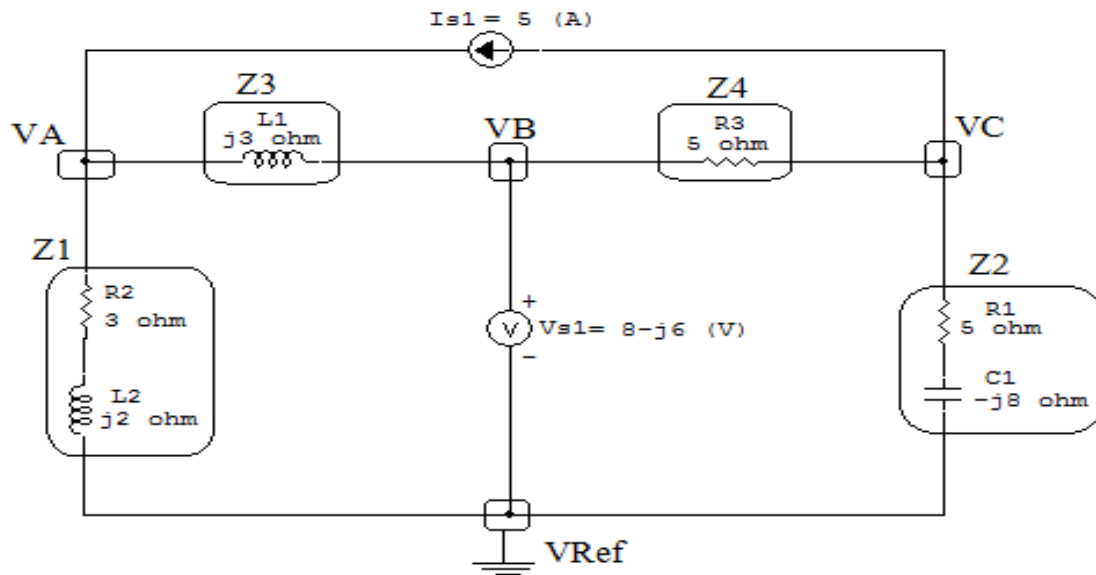 Is1 = 5 (A)
Z3
Z4
L1
j3 ohm
R3
5 ohm
VA
VB
VC
Z1
R2
3 ohm
L2
j2 ohm
+
V
Vs1= 8-j6 (V)
-
Z2
R1
5 ohm
C1
-j8 ohm
VRef